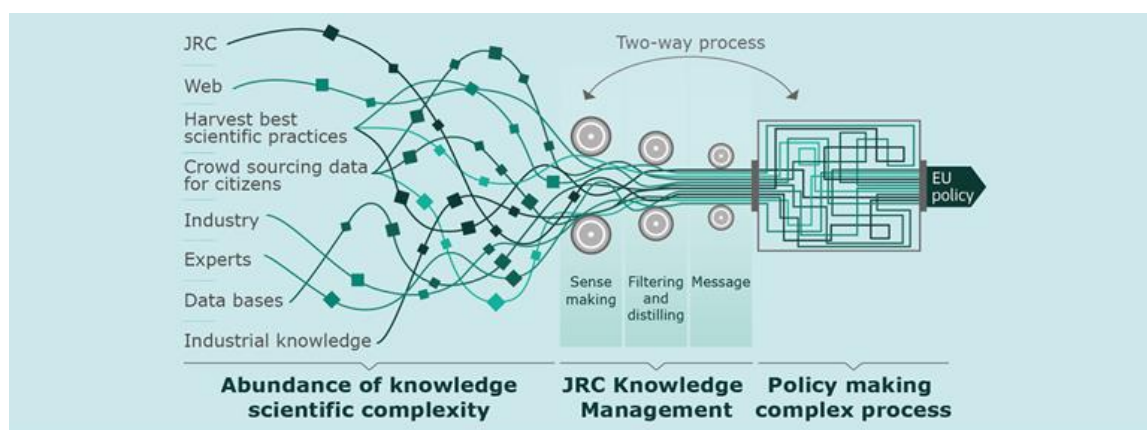 JRC
Two-way process
Web
Harvest best
scientific practices
Crowd sourcing data
for citizens
Industry
Experts
Data bases
Industrial knowledge
Sense
making
Filtering
and
distilling
Message
EU
policy
Abundance of knowledge
scientific complexity
JRC Knowledge
Management
Policy making
complex process